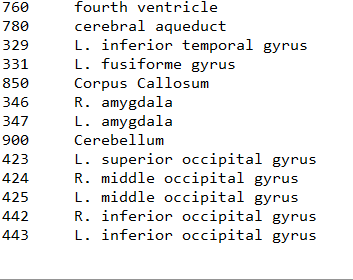 760 fourth ventricle
780 cerebral aqueduct
329 L. inferior temporal gyrus
331 L. fusiforme gyrus
850 Corpus Callosum
346 R. amygdala
347 L. amygdala
900 Cerebellum
423 L. superior occipital gyrus
424 R. middle occipital gyrus
425 L. middle occipital gyrus
442 R. inferior occipital gyrus
443 L. inferior occipital gyrus